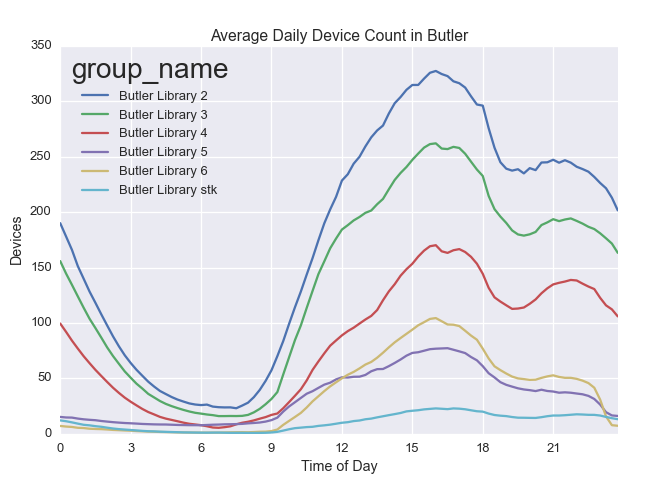 Average Daily Device Count in Butler
350
300
250
200
150
100
50
0
Devices
group_name
Butler Library 2
Butler Library 3
Butler Library 4
Butler Library 5
Butler Library 6
Butler Library stk
0 3 6 9 12 15 18 21
Time of Day